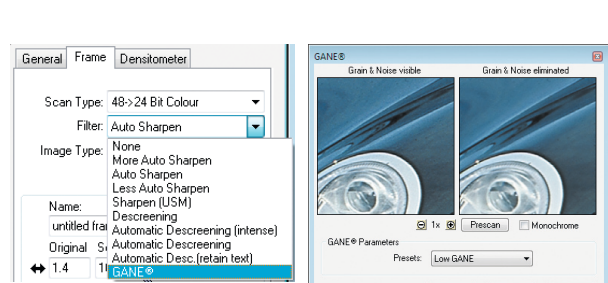 General Frame Densitometer
Scan Type: 48->24 Bit Colour
Filter: Auto Sharpen
Image Type:
None
More Auto Sharpen
Auto Sharpen
Less Auto Sharpen
Sharpen (USM)
Descreening
Automatic Descreening (intense)
Automatic Descreening
Automatic Desc.(retain text)
GANE®
Name:
untitled
Original
1.4
GANE®
Grain & Noise visible Grain & Noise eliminated
1x Prescan Monochrome
GANE® Parameters
Presets: Low GANE